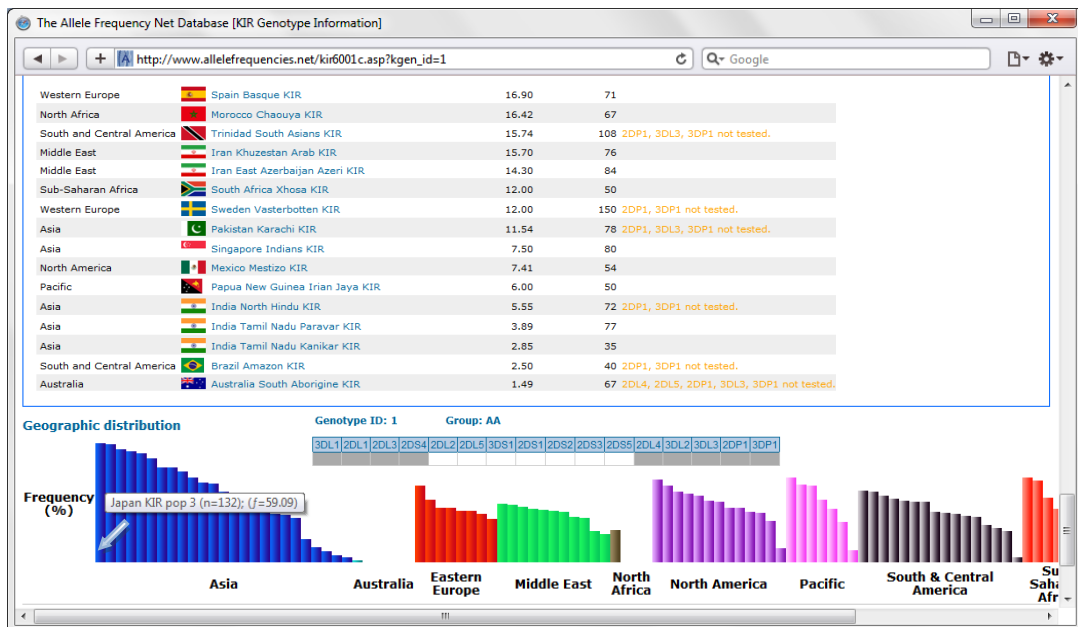 The Allele Frequency Net Database [KIR Genotype Information]
http://www.allelefrequencies.net/kir6001c.asp?kgen_id=1
Google
Western Europe Spain Basque KIR 16.90 71
North Africa Morocco Chaouya KIR 16.42 67
South and Central America Trinidad South Asians KIR 15.74 108 2DP1, 3DL3, 3DP1 not tested.
Middle East Iran Khuzestan Arab KIR 15.70 76
Middle East Iran East Azerbaijan Azeri KIR 14.30 84
Sub-Saharan Africa South Africa Xhosa KIR 12.00 50
Western Europe Sweden Vasterbotten KIR 12.00 150 2DP1, 3DP1 not tested.
Asia Pakistan Karachi KIR 11.54 78 2DP1, 3DL3, 3DP1 not tested.
Asia Singapore Indians KIR 7.50 80
North America Mexico Mestizo KIR 7.41 54
Pacific Papua New Guinea Irian Jaya KIR 6.00 50
Asia India North Hindu KIR 5.55 72 2DP1, 3DP1 not tested.
Asia India Tamil Nadu Paravar KIR 3.89 77
Asia India Tamil Nadu Kanikar KIR 2.85 35
South and Central America Brazil Amazon KIR 2.50 40 2DP1, 3DP1 not tested.
Australia Australia South Aborigine KIR 1.49 67 2DL4, 2DL5, 2DP1, 3DL3, 3DP1 not tested.
Geographic distribution
Genotype ID: 1 Group: AA
3DL1 2DL1 2DL3 2DS4 2DL2 2DL5 3DS1 2DS1 2DS2 2DS3 2DS5 2DL4 3DL2 3DL3 2DP1 3DP1
Frequency
(%)
Japan KIR pop 3 (n=132); (ƒ=59.09)
Asia
Australia
Eastern
Europe
Middle East
North
Africa
North America
Pacific
South & Central
America
Su
Saha
Afr